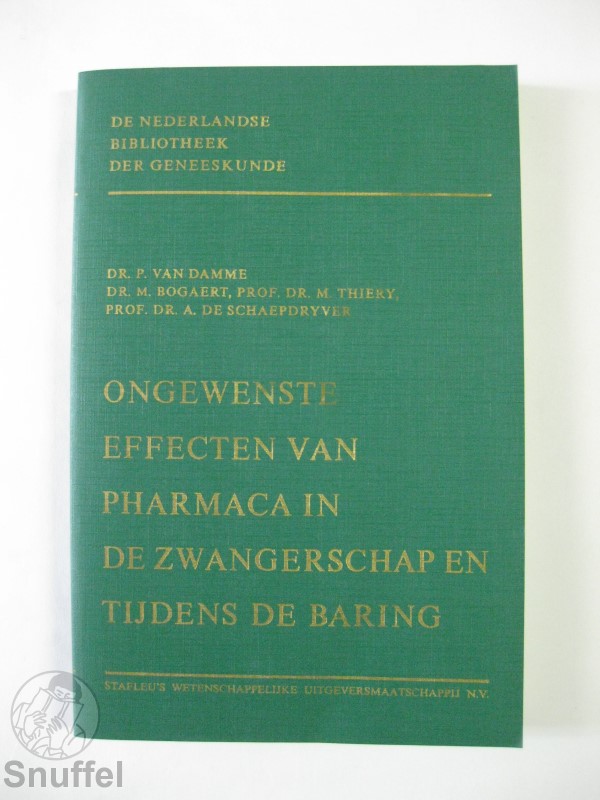 DE NEDERLANDSE
BIBLIOTHEEK
DER GENEESKUNDE
DR. P. VAN DAMME
DR. M. BOGAERT, PROF. DR. M. THIERY,
PROF. DR. A. DE SCHAEPDRYVER
ONGEWENSTE
EFFECTEN VAN
PHARMACA IN
DE ZWANGERSCHAP EN
TIJDENS DE BARING
STAFLEU'S WETENSCHAPPELIJKE UITGEVERSMAATSCHAPPIJ N.V.
Snuffel